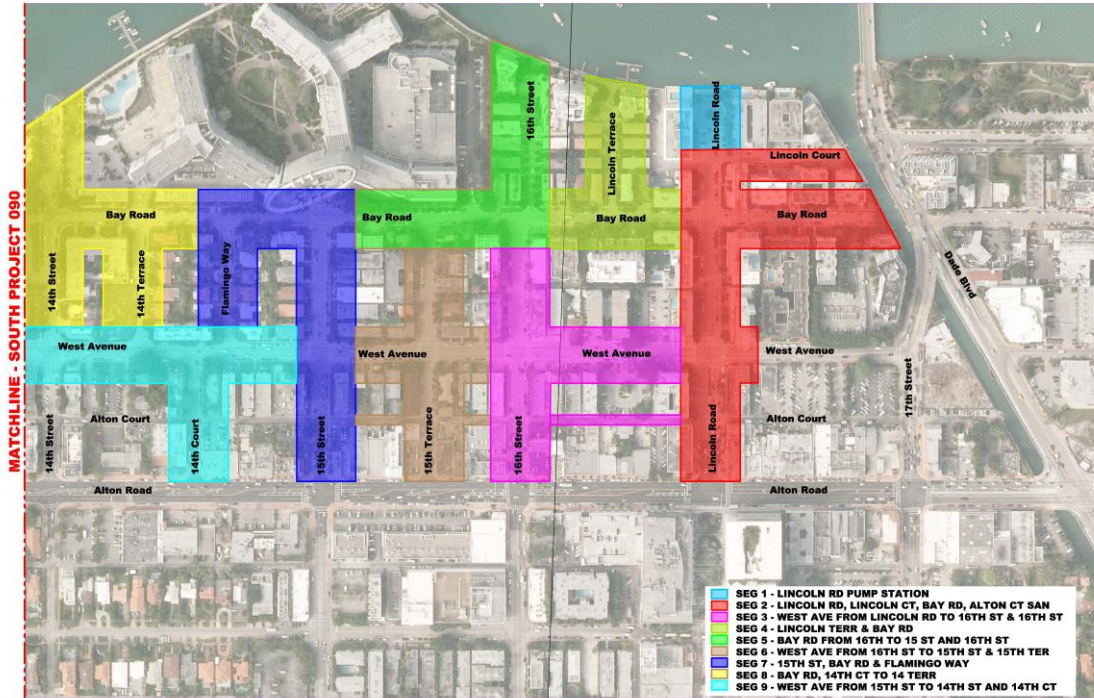 MATCHLINE - SOUTH PROJECT 090
16th Street
Lincoln Road
Lincoln Terrace
Lincoln Court
Bay Road
Bay Road
Bay Road
Bay Road
14th Street
14th Terrace
Flamingo Way
Dade Blvd
West Avenue
West Avenue
West Avenue
West Avenue
17th Street
Alton Court
Alton Court
14th Street
14th Court
15th Street
15th Terrace
16th Street
Lincoln Road
Alton Road
Alton Road
SEG 1 - LINCOLN RD PUMP STATION
SEG 2 - LINCOLN RD, LINCOLN CT, BAY RD, ALTON CT SAN
SEG 3 - WEST AVE FROM LINCOLN RD TO 16TH ST & 16TH ST
SEG 4 - LINCOLN TERR & BAY RD
SEG 5 - BAY RD FROM 16TH TO 15 ST AND 16TH ST
SEG 6 - WEST AVE FROM 16TH ST TO 15TH ST & 15TH TER
SEG 7 - 15TH ST, BAY RD & FLAMINGO WAY
SEG 8 - BAY RD, 14TH CT TO 14 TERR
SEG 9 - WEST AVE FROM 15TH ST TO 14TH ST AND 14TH CT